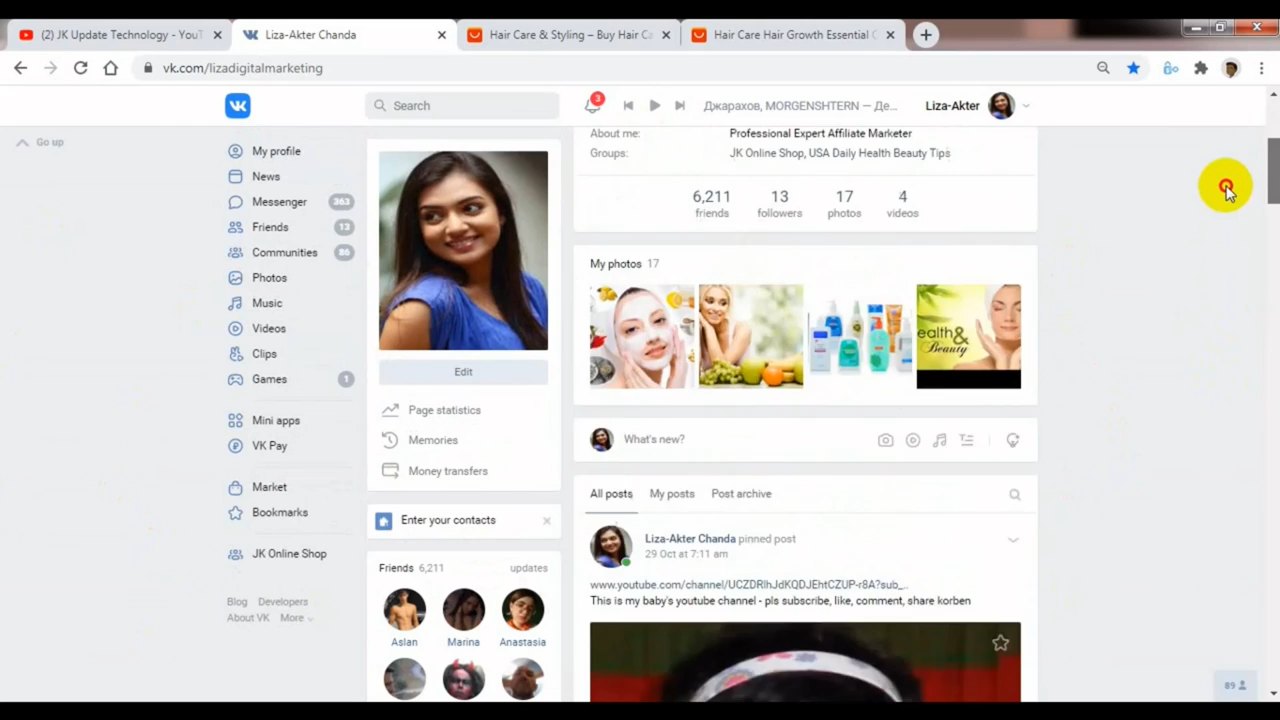 (2) JK Update Technology - YouT
Liza-Akter Chanda
Hair Care & Styling – Buy Hair Ca
Hair Care Hair Growth Essential C
vk.com/lizadigitalmarketing
Search
3
Джарахов, MORGENSHTERN — Де...
Liza-Akter
Go up
My profile
News
Messenger 363
Friends 13
Communities 86
Photos
Music
Videos
Clips
Games 1
Mini apps
VK Pay
Market
Bookmarks
JK Online Shop
Blog Developers
About VK More
Edit
Page statistics
Memories
Money transfers
Enter your contacts
Friends 6,211 updates
Aslan Marina Anastasia
About me: Professional Expert Affiliate Marketer
Groups: JK Online Shop, USA Daily Health Beauty Tips
6,211 13 17 4
friends followers photos videos
My photos 17
ealth&
Beauty
What's new?
All posts My posts Post archive
Liza-Akter Chanda pinned post
29 Oct at 7:11 am
www.youtube.com/channel/UCZDRlhJdKQDJEhtCZUP-r8A?sub_..
This is my baby's youtube channel - pls subscribe, like, comment, share korben
89